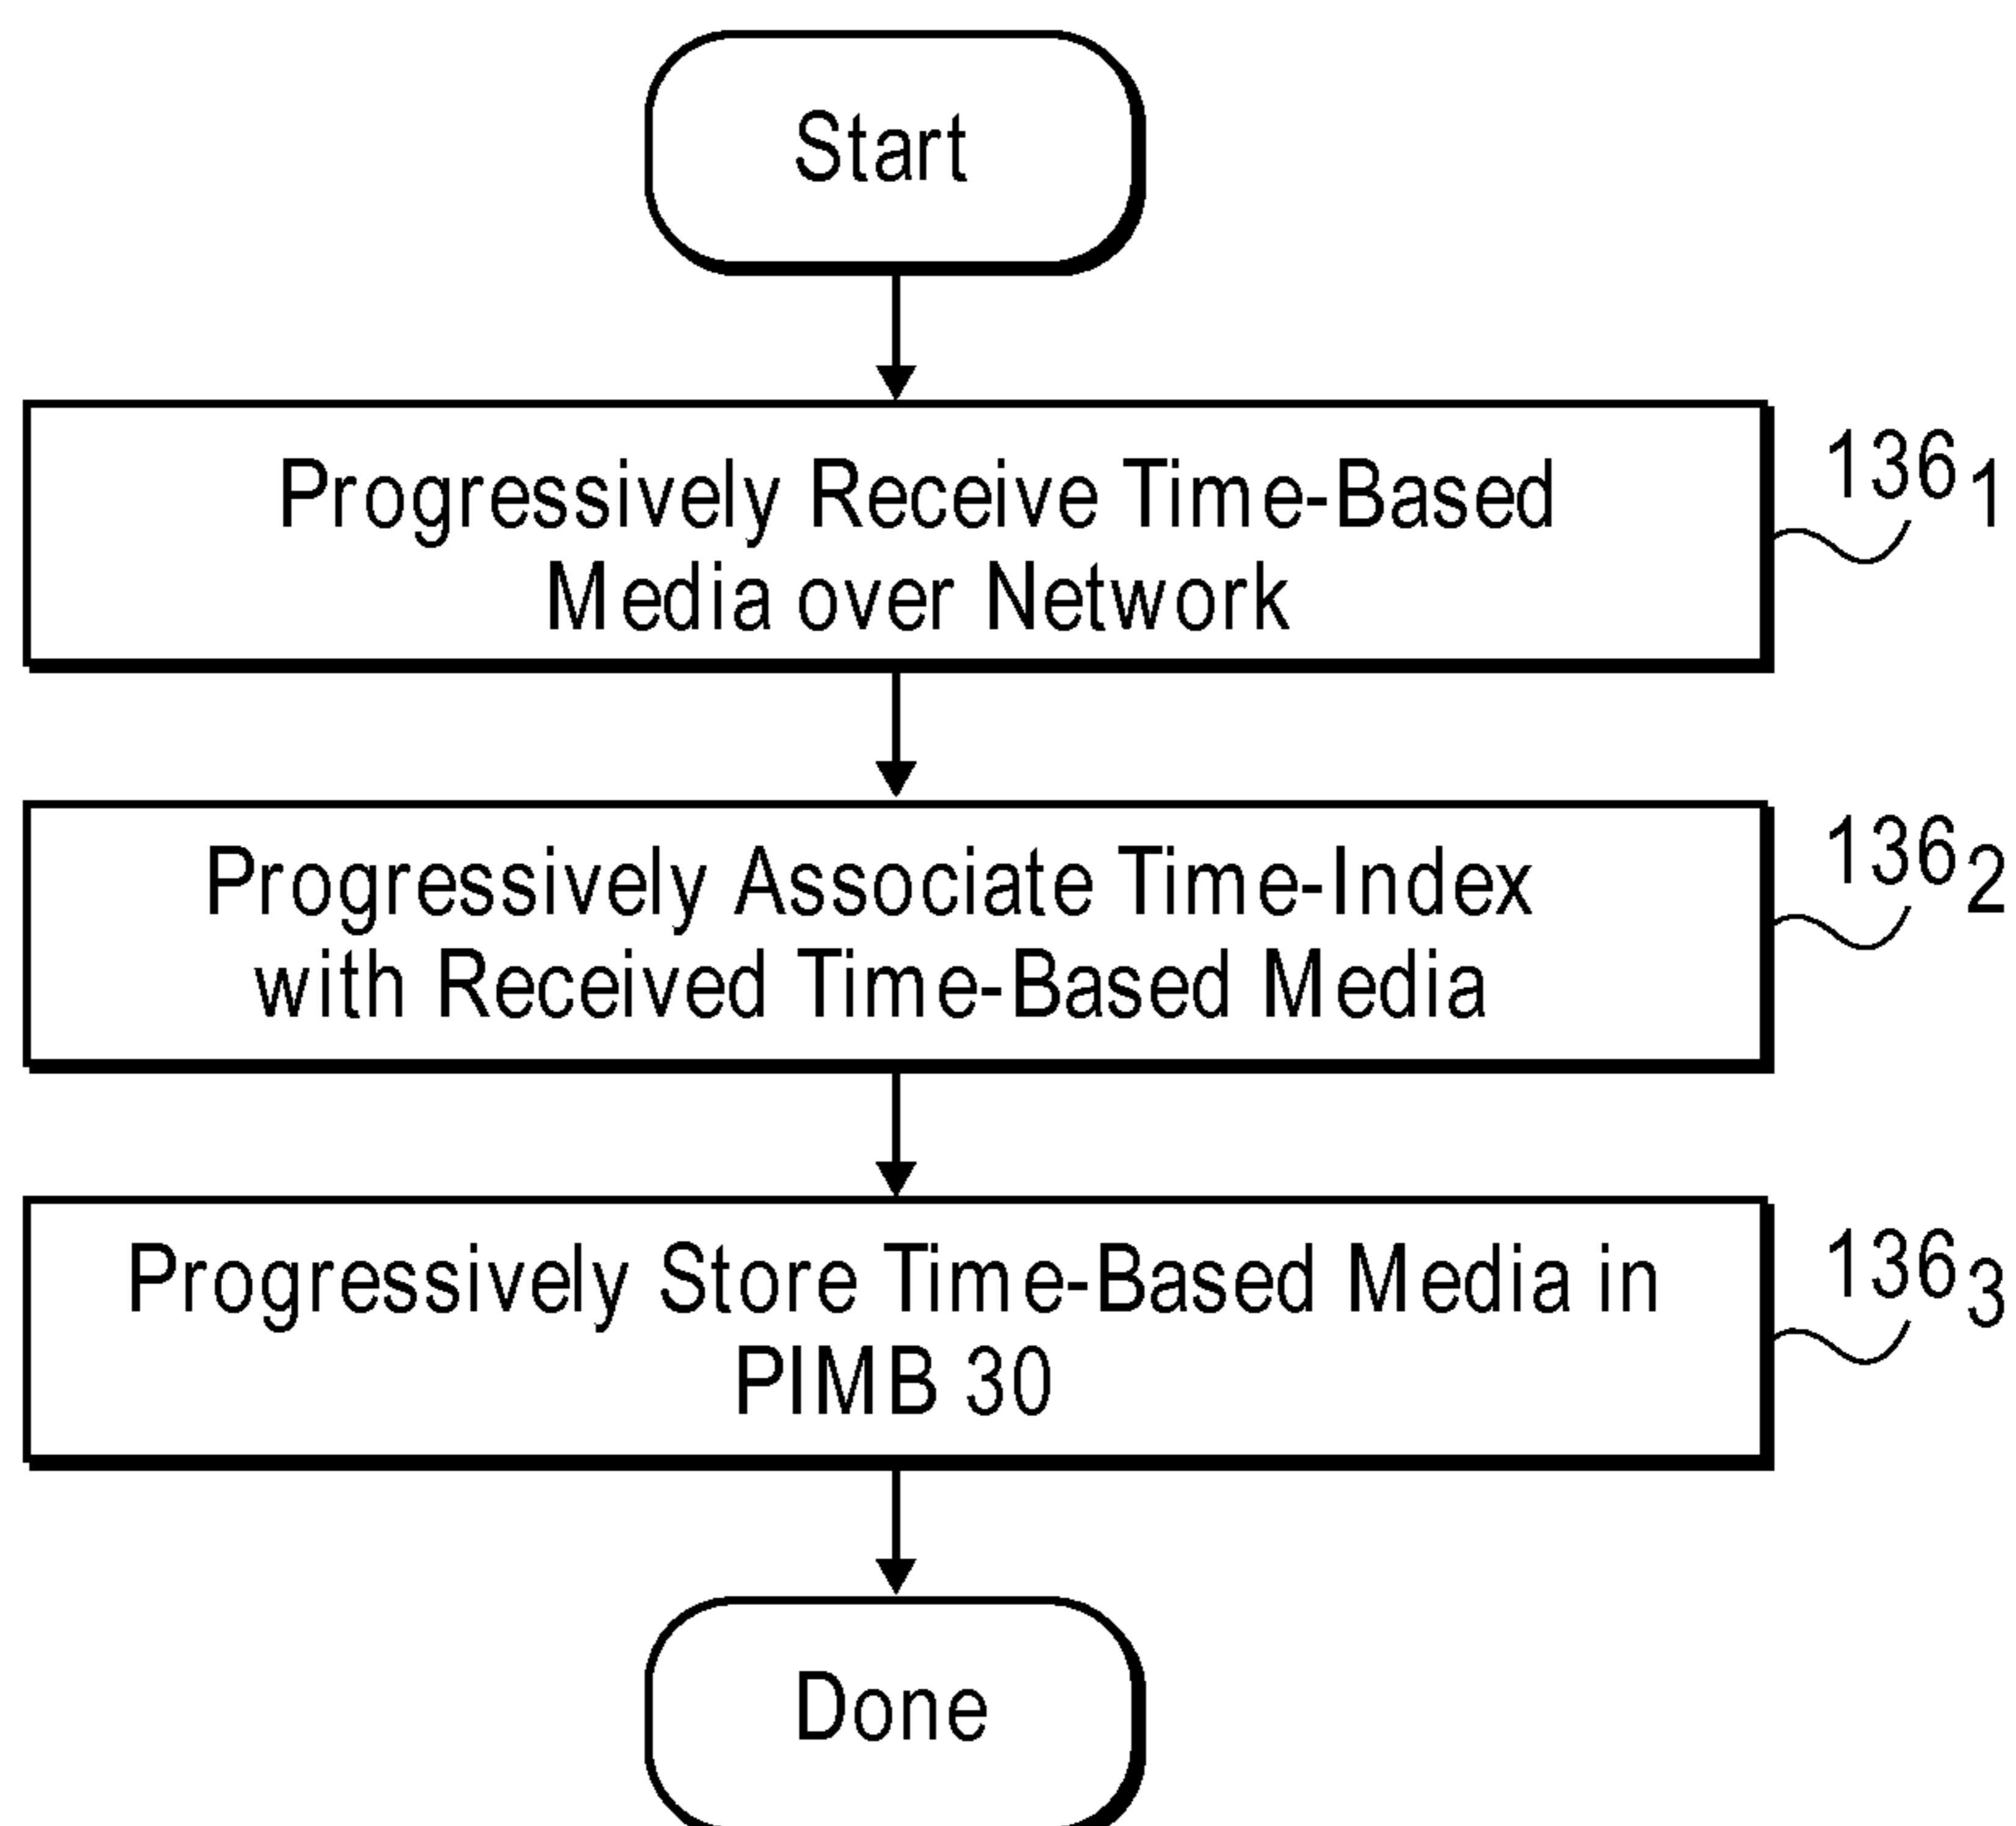 Start
Progressively Receive Time-Based
Media over Network
136₁
Progressively Associate Time-Index
with Received Time-Based Media
136₂
Progressively Store Time-Based Media in
PIMB 30
136₃
Done